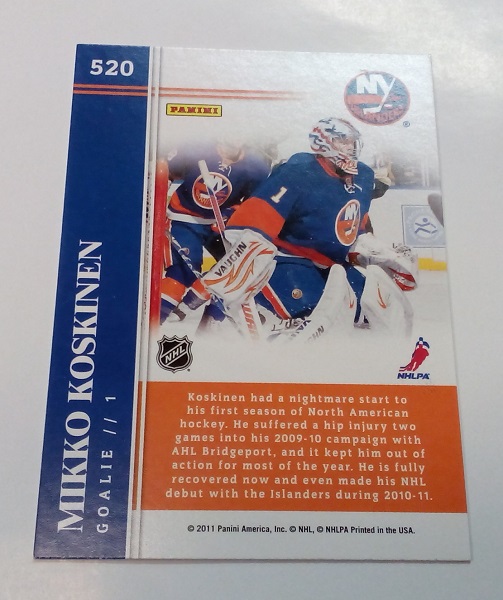 520
NY
PANINI
®
1
VAUGHN
MIKKO KOSKINEN
GOALIE // 1
NHL
NHLPA
Koskinen had a nightmare start to
his first season of North American
hockey. He suffered a hip injury two
games into his 2009-10 campaign with
AHL Bridgeport, and it kept him out of
action for most of the year. He is fully
recovered now and even made his NHL
debut with the Islanders during 2010-11.
© 2011 Panini America, Inc. © NHL, © NHLPA Printed in the USA.